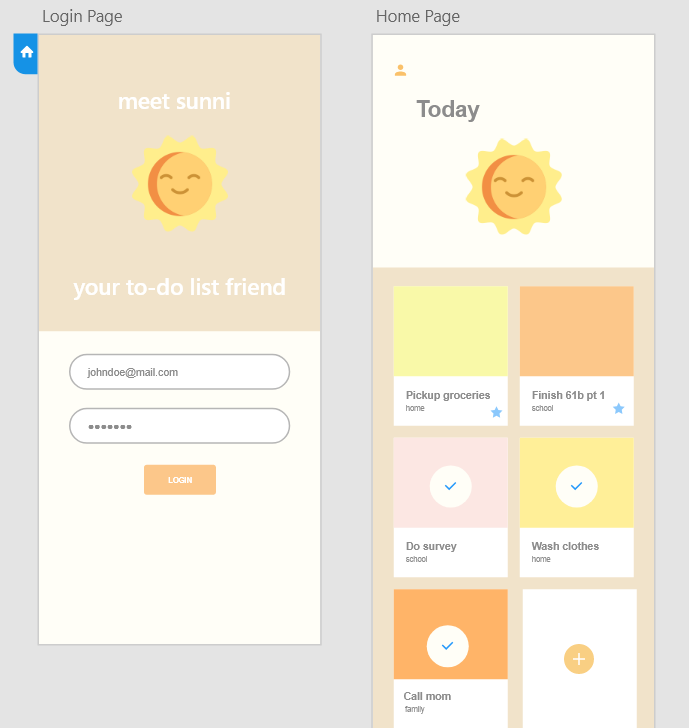 Login Page
meet sunni
your to-do list friend
johndoe@mail.com
LOGIN
Home Page
Today
Pickup groceries
home
Finish 61b pt 1
school
Do survey
school
Wash clothes
home
Call mom
family